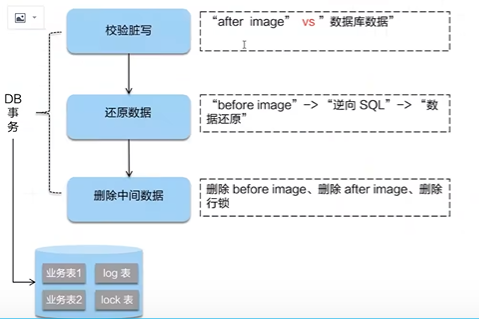 校验脏写
“after image” vs ”数据库数据”
DB
事
务
还原数据
“before image”–> “逆向 SQL”–> “数
据还原”
删除中间数据
删除 before image、删除 after image、删除
行锁
业务表1
log 表
业务表2
lock 表